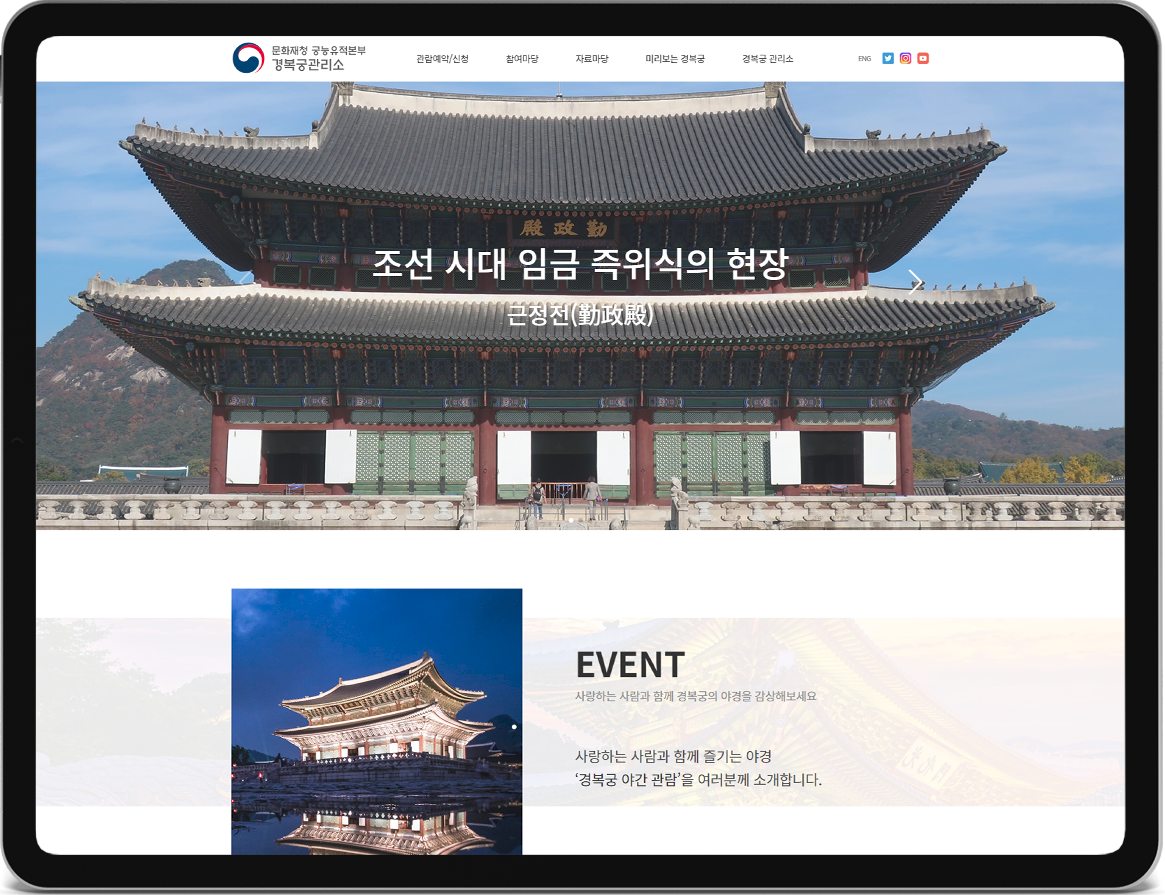 문화재청 궁능유적본부
경복궁관리소
관람예약/신청
참여마당
자료마당
미리보는 경복궁
경복궁 관리소
ENG
殿政勤
조선 시대 임금 즉위식의 현장
근정전(勤政殿)
EVENT
사랑하는 사람과 함께 경복궁의 야경을 감상해보세요
사랑하는 사람과 함께 즐기는 야경
‘경복궁 야간 관람’을 여러분께 소개합니다.